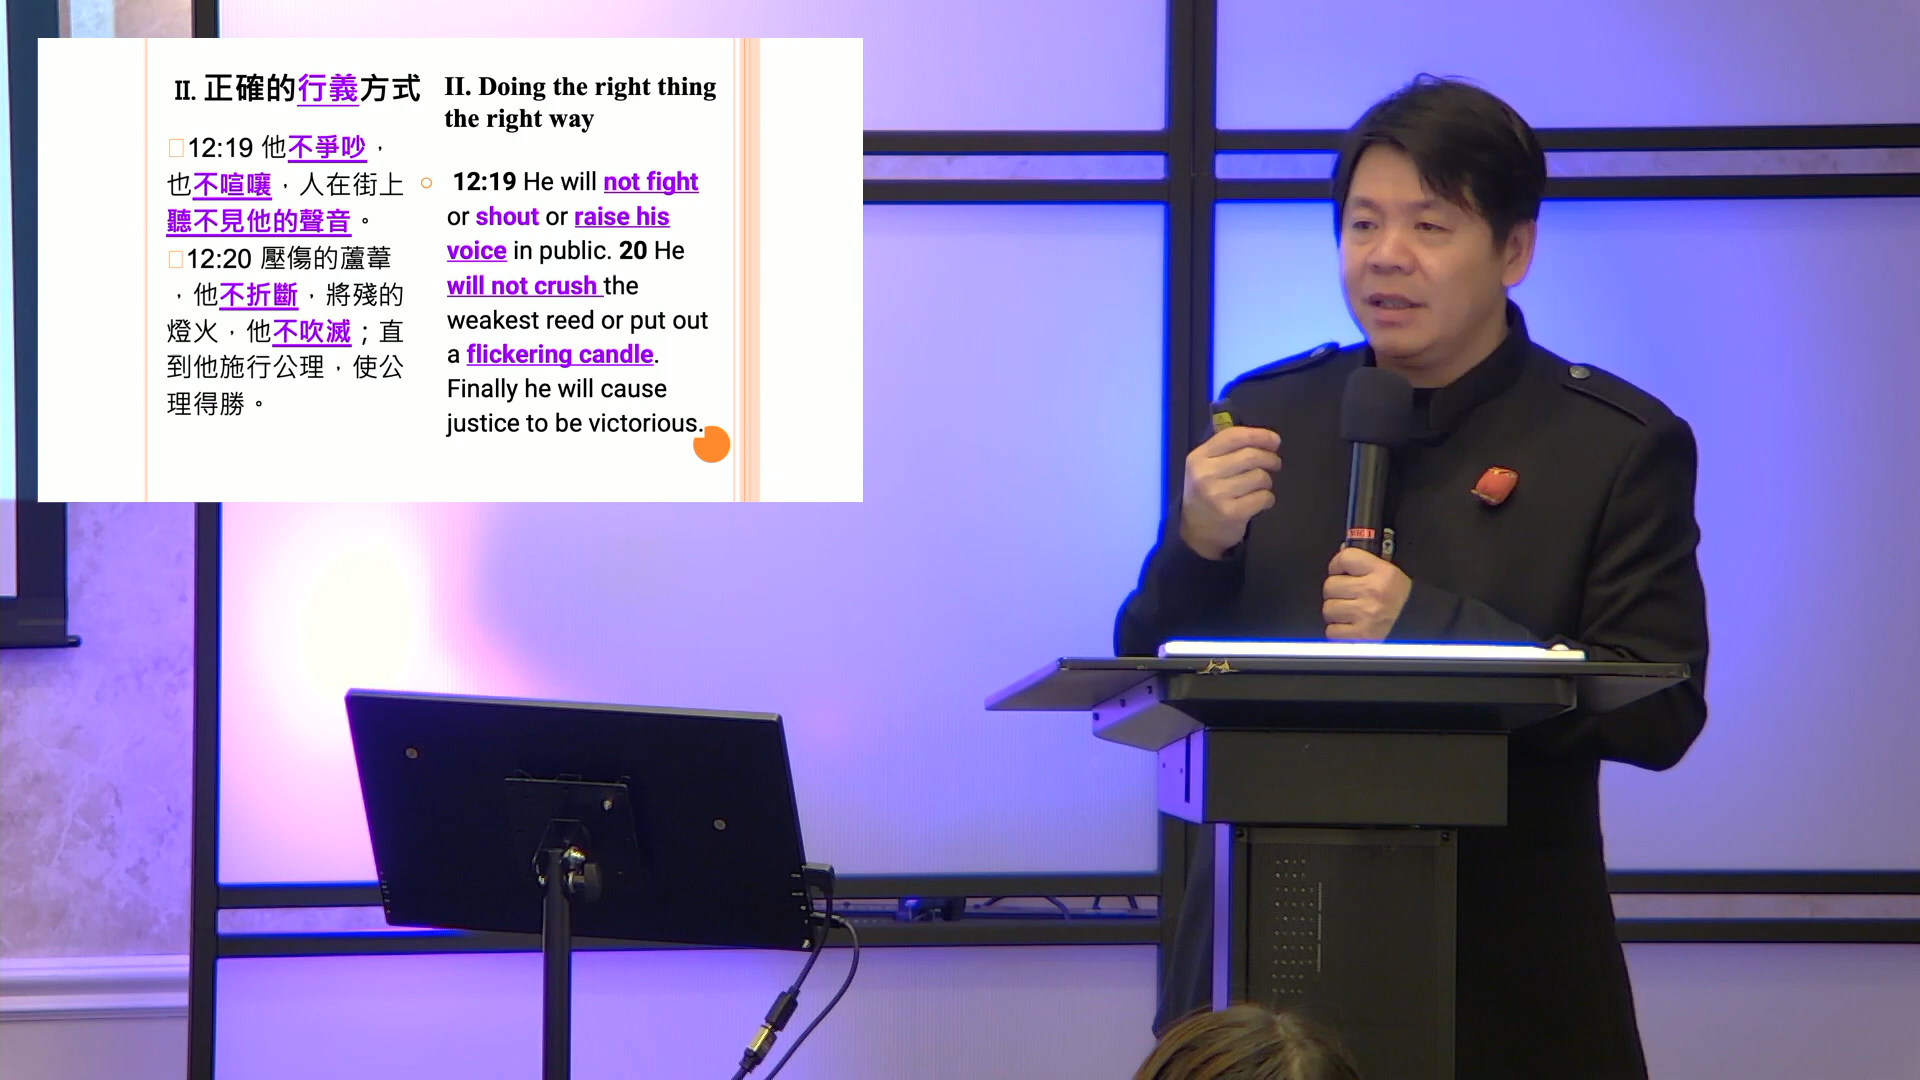 II. 正確的行義方式
12:19 他不爭吵，
也不喧嚷，人在街上
聽不見他的聲音。
12:20 壓傷的蘆葦
，他不折斷，將殘的
燈火，他不吹滅；直
到他施行公理，使公
理得勝。
II. Doing the right thing
the right way
12:19 He will not fight
or shout or raise his
voice in public. 20 He
will not crush the
weakest reed or put out
a flickering candle.
Finally he will cause
justice to be victorious.
MIC 1